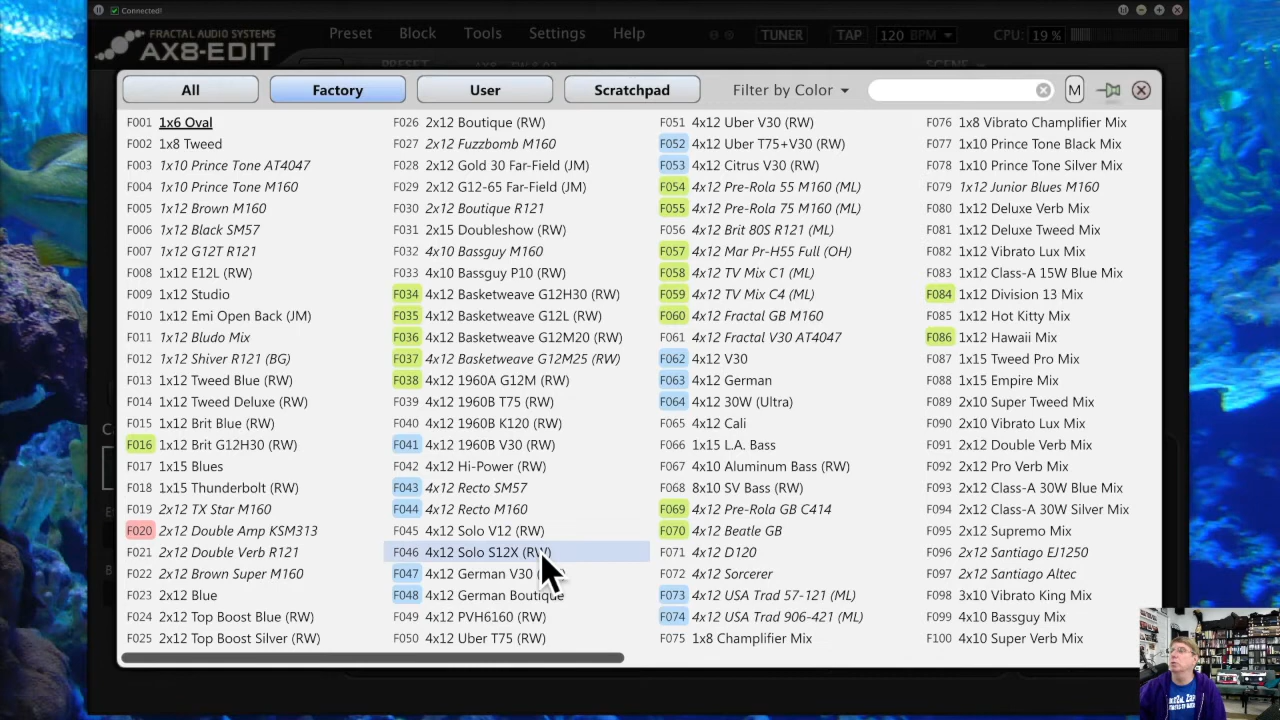 Connected!
FRACTAL AUDIO SYSTEMS
AX8-EDIT
Preset Block Tools Settings Help
TUNER TAP 120 BPM CPU: 19 %
All Factory User Scratchpad Filter by Color M
F001 1x6 Oval
F002 1x8 Tweed
F003 1x10 Prince Tone AT4047
F004 1x10 Prince Tone M160
F005 1x12 Brown M160
F006 1x12 Black SM57
F007 1x12 G12T R121
F008 1x12 E12L (RW)
F009 1x12 Studio
F010 1x12 Emi Open Back (JM)
F011 1x12 Bludo Mix
F012 1x12 Shiver R121 (BG)
F013 1x12 Tweed Blue (RW)
F014 1x12 Tweed Deluxe (RW)
F015 1x12 Brit Blue (RW)
F016 1x12 Brit G12H30 (RW)
F017 1x15 Blues
F018 1x15 Thunderbolt (RW)
F019 2x12 TX Star M160
F020 2x12 Double Amp KSM313
F021 2x12 Double Verb R121
F022 2x12 Brown Super M160
F023 2x12 Blue
F024 2x12 Top Boost Blue (RW)
F025 2x12 Top Boost Silver (RW)
F026 2x12 Boutique (RW)
F027 2x12 Fuzzbomb M160
F028 2x12 Gold 30 Far-Field (JM)
F029 2x12 G12-65 Far-Field (JM)
F030 2x12 Boutique R121
F031 2x15 Doubleshow (RW)
F032 4x10 Bassguy M160
F033 4x10 Bassguy P10 (RW)
F034 4x12 Basketweave G12H30 (RW)
F035 4x12 Basketweave G12L (RW)
F036 4x12 Basketweave G12M20 (RW)
F037 4x12 Basketweave G12M25 (RW)
F038 4x12 1960A G12M (RW)
F039 4x12 1960B T75 (RW)
F040 4x12 1960B K120 (RW)
F041 4x12 1960B V30 (RW)
F042 4x12 Hi-Power (RW)
F043 4x12 Recto SM57
F044 4x12 Recto M160
F045 4x12 Solo V12 (RW)
F046 4x12 Solo S12X (RW)
F047 4x12 German V30
F048 4x12 German Boutique
F049 4x12 PVH6160 (RW)
F050 4x12 Uber T75 (RW)
F051 4x12 Uber V30 (RW)
F052 4x12 Uber T75+V30 (RW)
F053 4x12 Citrus V30 (RW)
F054 4x12 Pre-Rola 55 M160 (ML)
F055 4x12 Pre-Rola 75 M160 (ML)
F056 4x12 Brit 80S R121 (ML)
F057 4x12 Mar Pr-H55 Full (OH)
F058 4x12 TV Mix C1 (ML)
F059 4x12 TV Mix C4 (ML)
F060 4x12 Fractal GB M160
F061 4x12 Fractal V30 AT4047
F062 4x12 V30
F063 4x12 German
F064 4x12 30W (Ultra)
F065 4x12 Cali
F066 1x15 L.A. Bass
F067 4x10 Aluminum Bass (RW)
F068 8x10 SV Bass (RW)
F069 4x12 Pre-Rola GB C414
F070 4x12 Beatle GB
F071 4x12 D120
F072 4x12 Sorcerer
F073 4x12 USA Trad 57-121 (ML)
F074 4x12 USA Trad 906-421 (ML)
F075 1x8 Champlifier Mix
F076 1x8 Vibrato Champlifier Mix
F077 1x10 Prince Tone Black Mix
F078 1x10 Prince Tone Silver Mix
F079 1x12 Junior Blues M160
F080 1x12 Deluxe Verb Mix
F081 1x12 Deluxe Tweed Mix
F082 1x12 Vibrato Lux Mix
F083 1x12 Class-A 15W Blue Mix
F084 1x12 Division 13 Mix
F085 1x12 Hot Kitty Mix
F086 1x12 Hawaii Mix
F087 1x15 Tweed Pro Mix
F088 1x15 Empire Mix
F089 2x10 Super Tweed Mix
F090 2x10 Vibrato Lux Mix
F091 2x12 Double Verb Mix
F092 2x12 Pro Verb Mix
F093 2x12 Class-A 30W Blue Mix
F094 2x12 Class-A 30W Silver Mix
F095 2x12 Supremo Mix
F096 2x12 Santiago EJ1250
F097 2x12 Santiago Altec
F098 3x10 Vibrato King Mix
F099 4x10 Bassguy Mix
F100 4x10 Super Verb Mix